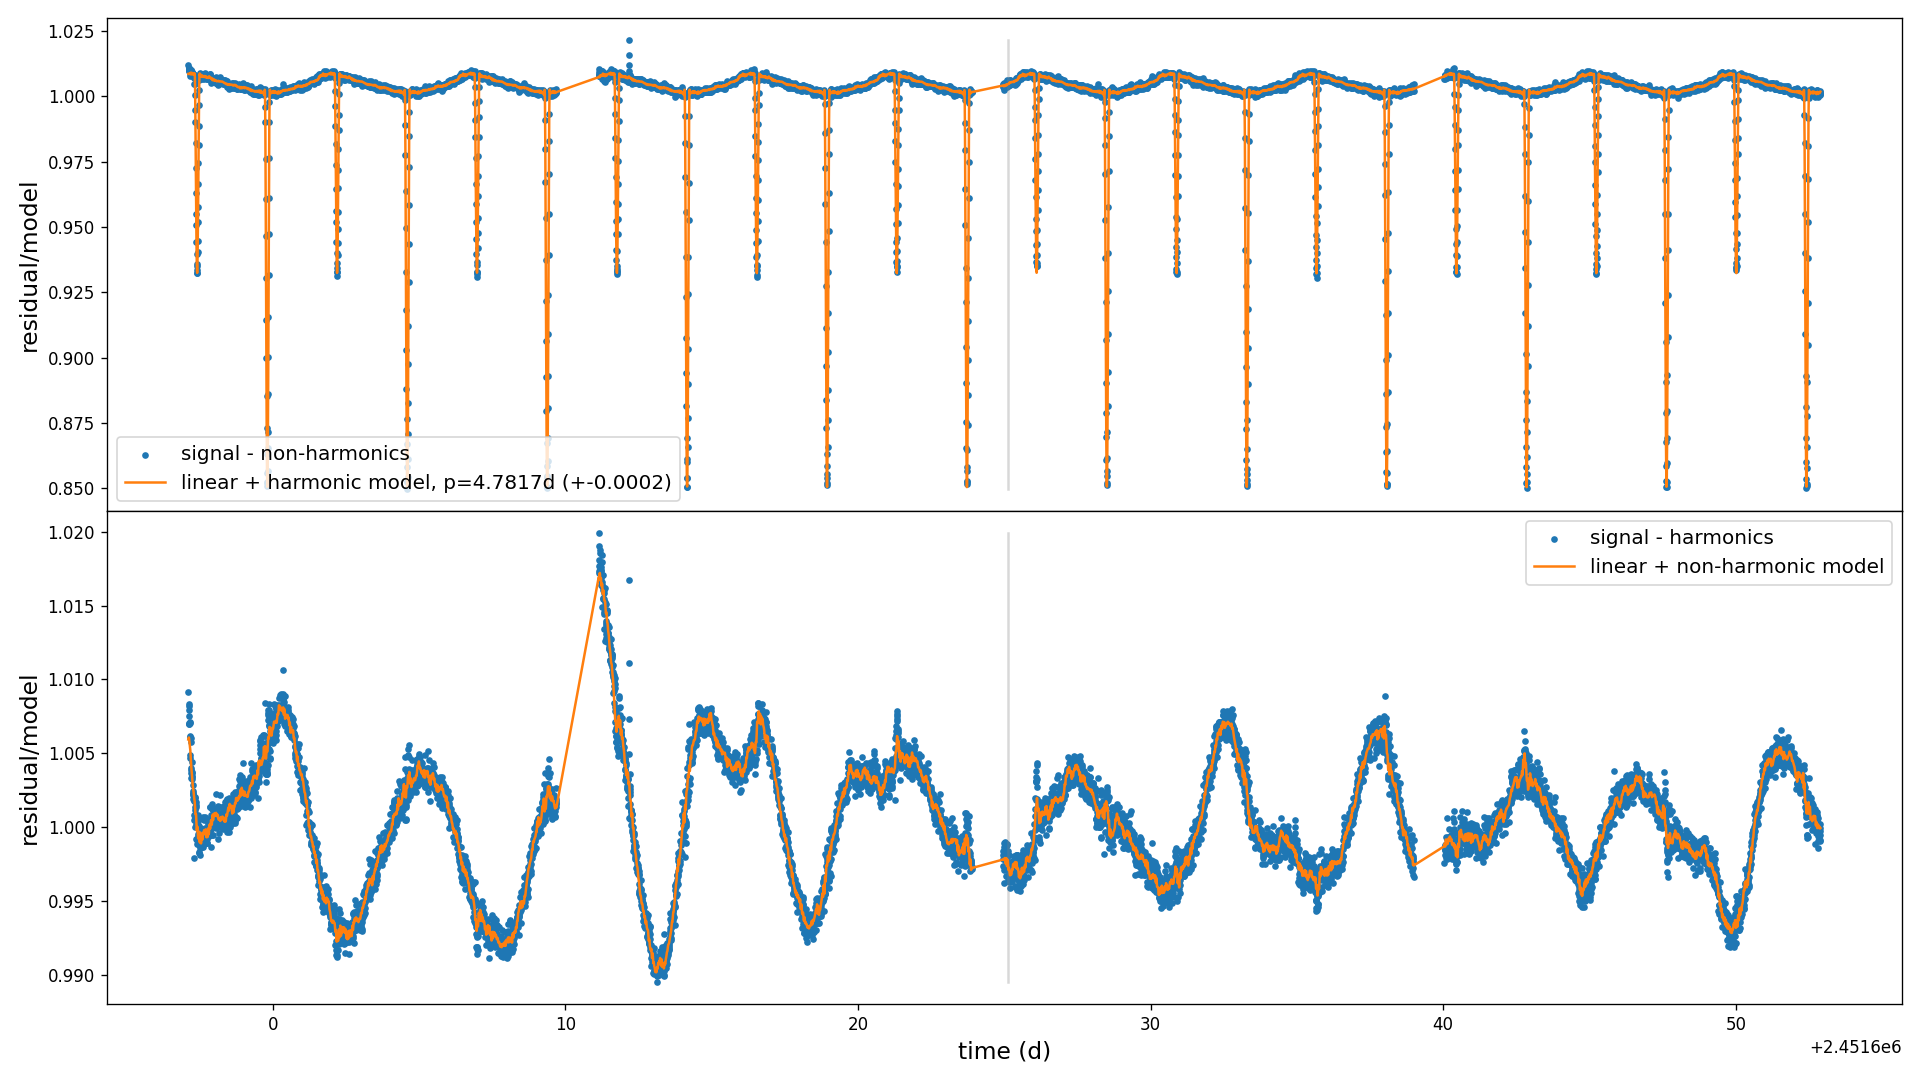 1.025
1.000
0.975
0.950
0.925
0.900
0.875
0.850
residual/model
signal - non-harmonics
linear + harmonic model, p=4.7817d (+-0.0002)
1.020
1.015
1.010
1.005
1.000
0.995
0.990
residual/model
signal - harmonics
linear + non-harmonic model
0 10 20 30 40 50
time (d)
+2.4516e6